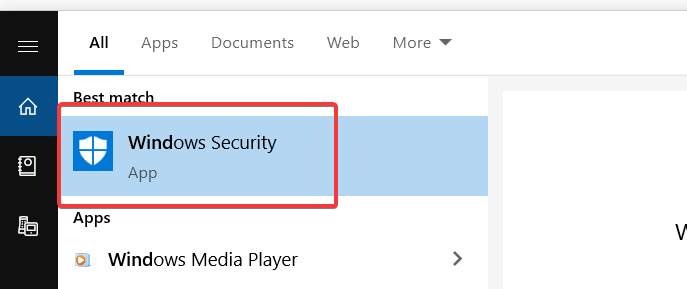 All Apps Documents Web More
Best match
Windows Security
App
Apps
Windows Media Player